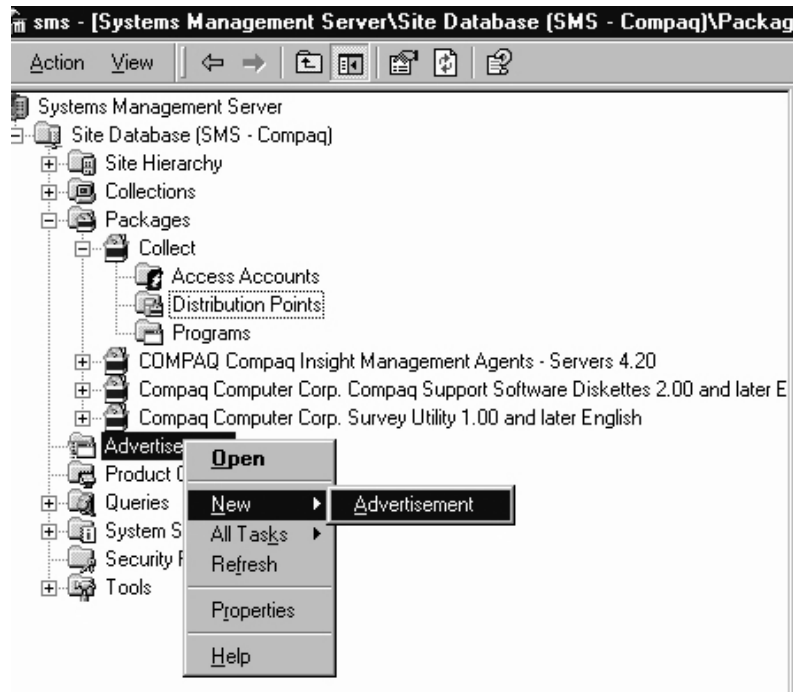 sms - [Systems Management Server\Site Database (SMS - Compaq)\Packag
Action View
Systems Management Server
Site Database (SMS - Compaq)
Site Hierarchy
Collections
Packages
Collect
Access Accounts
Distribution Points
Programs
COMPAQ Compaq Insight Management Agents - Servers 4.20
Compaq Computer Corp. Compaq Support Software Diskettes 2.00 and later E
Compaq Computer Corp. Survey Utility 1.00 and later English
Advertise
Open
Product
Queries
New
Advertisement
System S
All Tasks
Security
Refresh
Tools
Properties
Help